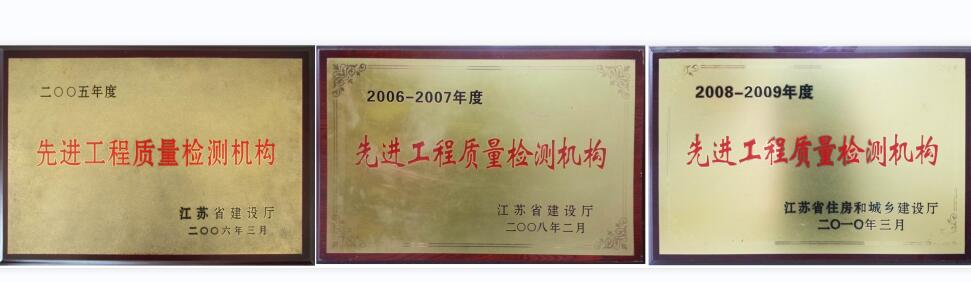 二〇〇五年度
先进工程质量检测机构
江苏省建设厅
二〇〇六年三月
2006-2007年度
先进工程质量检测机构
江苏省建设厅
二〇〇八年二月
2008-2009年度
先进工程质量检测机构
江苏省住房和城乡建设厅
二〇一〇年三月